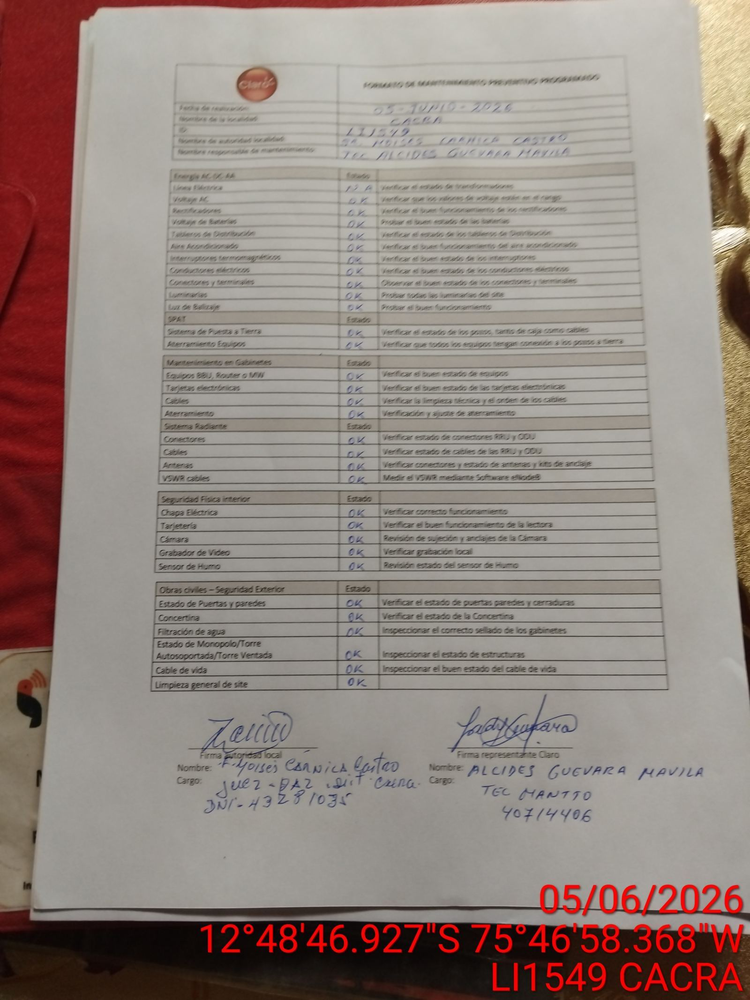 Claro
FORMATO DE MANTENIMIENTO PREVENTIVO PROGRAMADO
Fecha de realización: 05-JUNIO-2026
Nombre de la localidad: CACRA
ID: LI1549
Nombre de autoridad localidad: SR. MOISES CARNICA CASTRO
Nombre responsable de mantenimiento: TEC ALCIDES GUEVARA MAVILA
Energía AC-DC-AA Estado
Línea Eléctrica N A Verificar el estado de transformadores
Voltaje AC OK Verificar que los valores de voltaje están en el rango
Rectificadores OK Verificar el buen funcionamiento de los rectificadores
Voltaje de Baterías OK Probar el buen estado de las baterías
Tableros de Distribución OK Verificar el estado de los tableros de Distribución
Aire Acondicionado OK Verificar el buen funcionamiento del aire acondicionado
Interruptores termomagnéticos OK Verificar el buen estado de los interruptores
Conductores eléctricos OK Verificar el buen estado de los conductores eléctricos
Conectores y terminales OK Observar el buen estado de los conectores y terminales
Luminarias OK Probar todas las luminarias del site
Luz de Balizaje OK Probar el buen funcionamiento
SPAT Estado
Sistema de Puesta a Tierra OK Verificar el estado de los pozos, tanto de caja como cables
Aterramiento Equipos OK Verificar que todos los equipos tengan conexión a los pozos a tierra
Mantenimiento en Gabinetes Estado
Equipos BBU, Router o MW OK Verificar el buen estado de equipos
Tarjetas electrónicas OK Verificar el buen estado de las tarjetas electrónicas
Cables OK Verificar la limpieza técnica y el orden de los cables
Aterramiento OK Verificación y ajuste de aterramiento
Sistema Radiante Estado
Conectores OK Verificar estado de conectores RRU y ODU
Cables OK Verificar estado de cables de las RRU y ODU
Antenas OK Verificar conectores y estado de antenas y kits de anclaje
VSWR cables OK Medir el VSWR mediante Software eNodeB
Seguridad Física interior Estado
Chapa Eléctrica OK Verificar correcto funcionamiento
Tarjetería OK Verificar el buen funcionamiento de la lectora
Cámara OK Revisión de sujeción y anclajes de la Cámara
Grabador de Video OK Verificar grabación local
Sensor de Humo OK Revisión estado del sensor de Humo
Obras civiles – Seguridad Exterior Estado
Estado de Puertas y paredes OK Verificar el estado de puertas paredes y cerraduras
Concertina OK Verificar el estado de la Concertina
Filtración de agua OK Inspeccionar el correcto sellado de los gabinetes
Estado de Monopolo/Torre
Autosoportada/Torre Ventada OK Inspeccionar el estado de estructuras
Cable de vida OK Inspeccionar el buen estado del cable de vida
Limpieza general de site OK
Firma autoridad local Firma representante Claro
Nombre: Moises Carnica Castro Nombre: ALCIDES GUEVARA MAVILA
Cargo: Juez-PAZ Dist. Cacra. Cargo: TEC MANTTO
DNI-43281035 40714406
05/06/2026
12°48'46.927"S 75°46'58.368"W
LI1549 CACRA